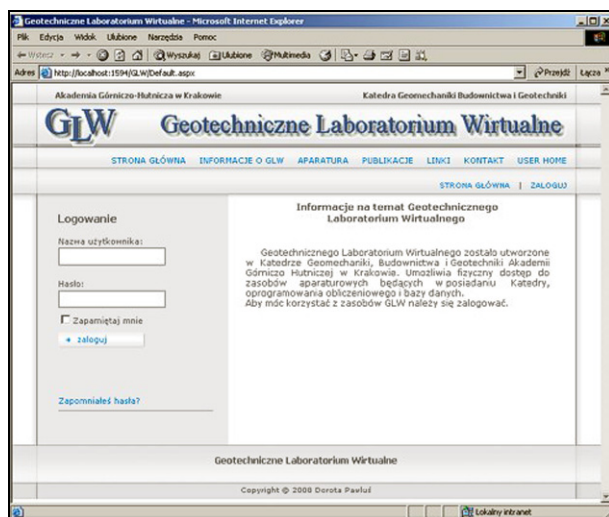 Geotechniczne Laboratorium Wirtualne - Microsoft Internet Explorer
Plik Edycja Widok Ulubione Narzędzia Pomoc
Wstecz Wyszukaj Ulubione Multimedia
Adres http://localhost:1594/GLW/Default.aspx Przejdź Łącza »
Akademia Górniczo-Hutnicza w Krakowie Katedra Geomechaniki Budownictwa i Geotechniki
GLW Geotechniczne Laboratorium Wirtualne
STRONA GŁÓWNA INFORMACJE O GLW APARATURA PUBLIKACJE LINKI KONTAKT USER HOME
STRONA GŁÓWNA | ZALOGUJ
Logowanie
Nazwa użytkownika:
Hasło:
Zapamiętaj mnie
zaloguj
Zapomniałeś hasła?
Informacje na temat Geotechnicznego
Laboratorium Wirtualnego
Geotechnicznego Laboratorium Wirtualnego zostało utworzone
w Katedrze Geomechaniki, Budownictwa i Geotechniki Akademii
Górniczo Hutniczej w Krakowie. Umożliwia fizyczny dostęp do
zasobów aparaturowych będących w posiadaniu Katedry,
oprogramowania obliczeniowego i bazy danych.
Aby móc korzystać z zasobów GLW należy się zalogować.
Geotechniczne Laboratorium Wirtualne
Copyright @ 2008 Dorota Pawluś
Lokalny intranet